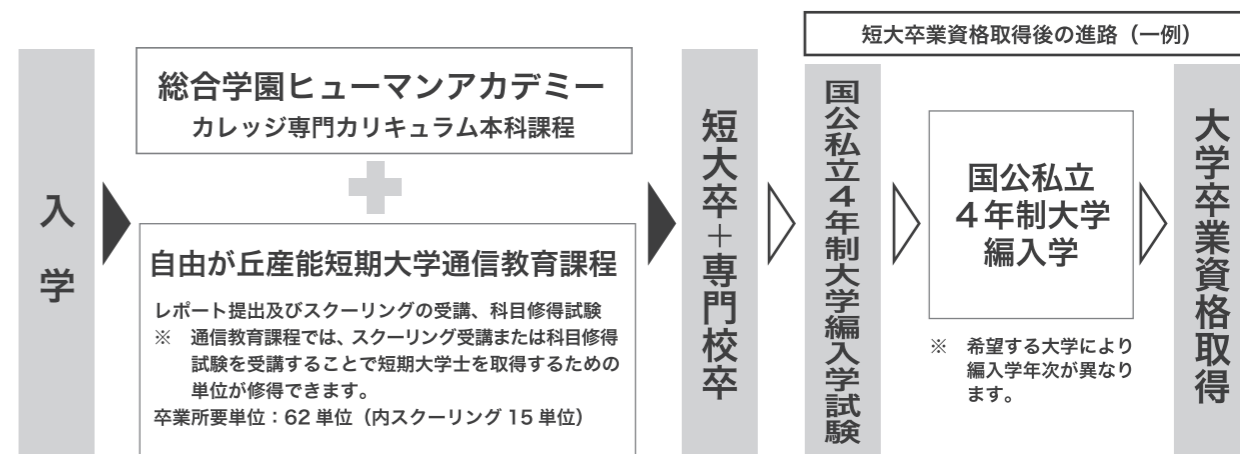 入学
総合学園ヒューマンアカデミー
カレッジ専門カリキュラム本科課程
自由が丘産能短期大学通信教育課程
レポート提出及びスクーリングの受講、科目修得試験
※　通信教育課程では、スクーリング受講または科目修得
試験を受講することで短期大学士を取得するための
単位が修得できます。
卒業所要単位：62 単位（内スクーリング 15 単位）
短大卒＋専門校卒
短大卒業資格取得後の進路（一例）
国公私立４年制大学編入学試験
国公私立
４年制大学
編入学
※　希望する大学により
編入学年次が異なり
ます。
大学卒業資格取得